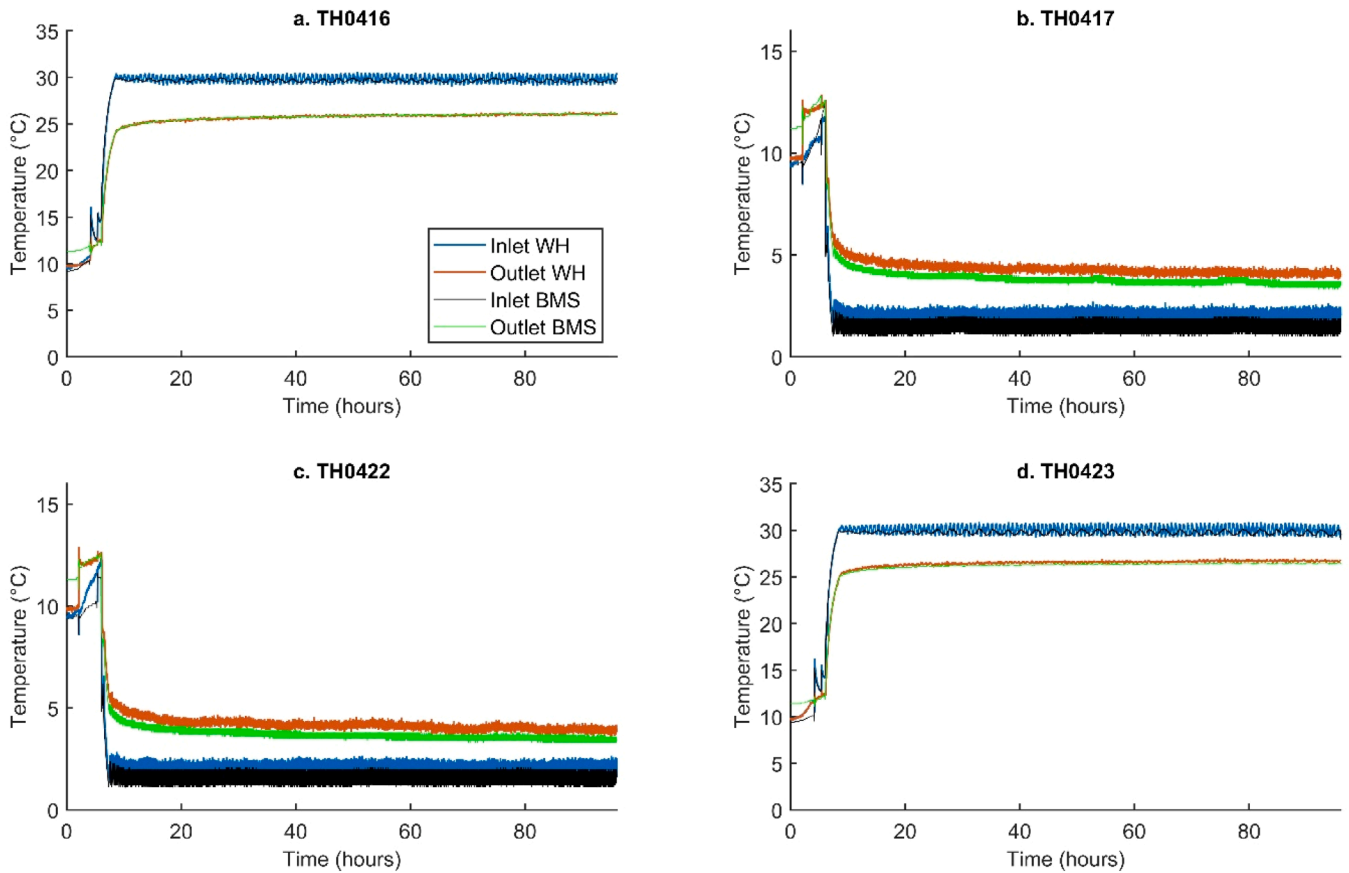 a. TH0416
Temperature (°C)
35
30
25
20
15
10
5
0
0 20 40 60 80
Time (hours)
Inlet WH
Outlet WH
Inlet BMS
Outlet BMS
b. TH0417
Temperature (°C)
15
10
5
0
0 20 40 60 80
Time (hours)
c. TH0422
Temperature (°C)
15
10
5
0
0 20 40 60 80
Time (hours)
d. TH0423
Temperature (°C)
35
30
25
20
15
10
5
0
0 20 40 60 80
Time (hours)